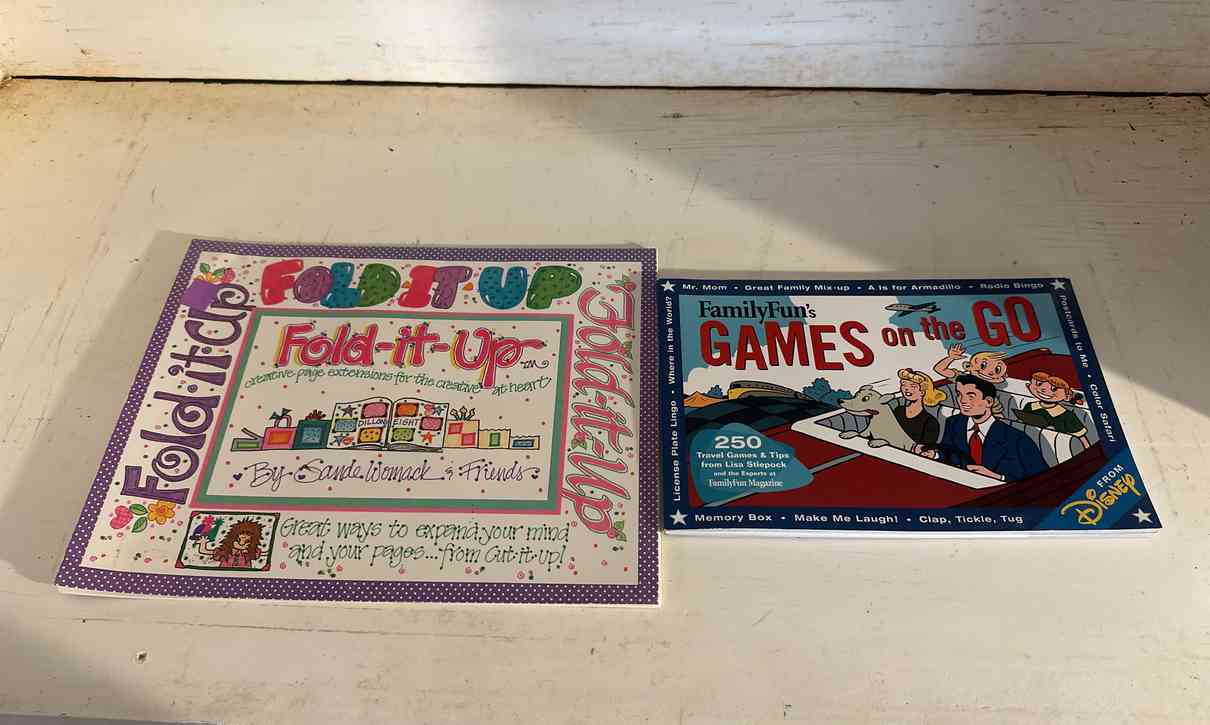 FOLD·IT·UP
Fold·it·Up
Fold-it-Up
Fold-it-Up™
creative page extensions for the creative at heart
DILLON EIGHT
By Sande Womack & Friends
Great ways to expand your mind
and your pages...from Cut·it·up!
Mr. Mom • Great Family Mix-up • A is for Armadillo • Radio Bingo
License Plate Lingo • Where in the World?
Postcards to Me • Color Safari
FamilyFun's
GAMES on the GO
250
Travel Games & Tips
from Lisa Stiepock
and the Experts at
FamilyFun Magazine
FROM
Disney
Memory Box • Make Me Laugh! • Clap, Tickle, Tug